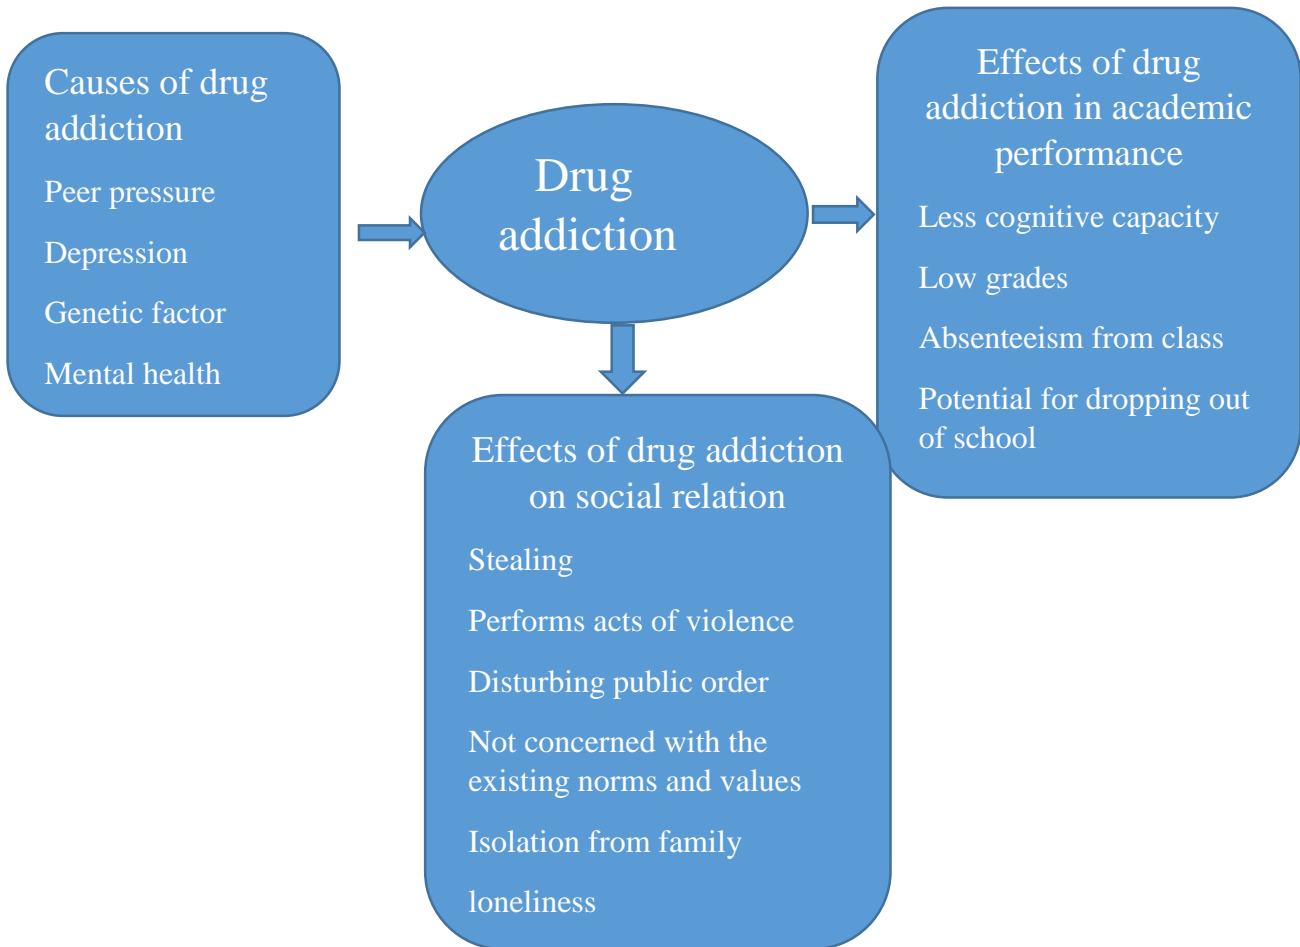 Causes of drug
addiction
Peer pressure
Depression
Genetic factor
Mental health
Drug
addiction
Effects of drug
addiction in academic
performance
Less cognitive capacity
Low grades
Absenteeism from class
Potential for dropping out
of school
Effects of drug addiction
on social relation
Stealing
Performs acts of violence
Disturbing public order
Not concerned with the
existing norms and values
Isolation from family
loneliness